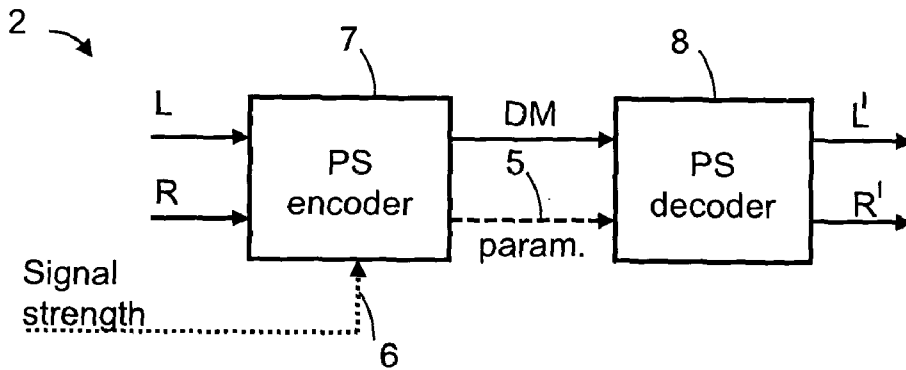 2
7
8
L
DM
L'
PS
encoder
5
PS
decoder
R
R'
param.
Signal
strength
6